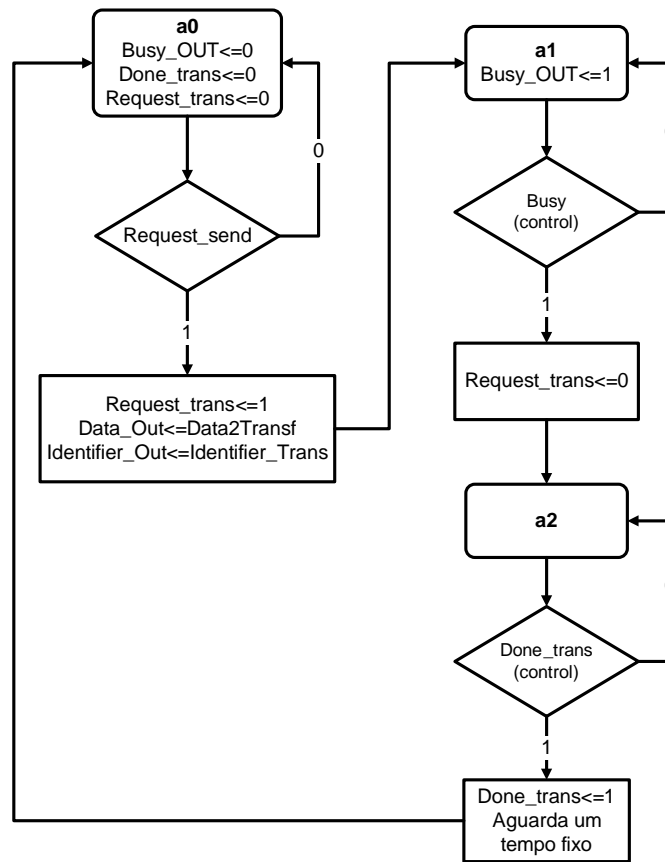 a0
Busy_OUT<=0
Done_trans<=0
Request_trans<=0
0
Request_send
1
Request_trans<=1
Data_Out<=Data2Transf
Identifier_Out<=Identifier_Trans
a1
Busy_OUT<=1
Busy
(control)
1
Request_trans<=0
a2
Done_trans
(control)
1
Done_trans<=1
Aguarda um
tempo fixo